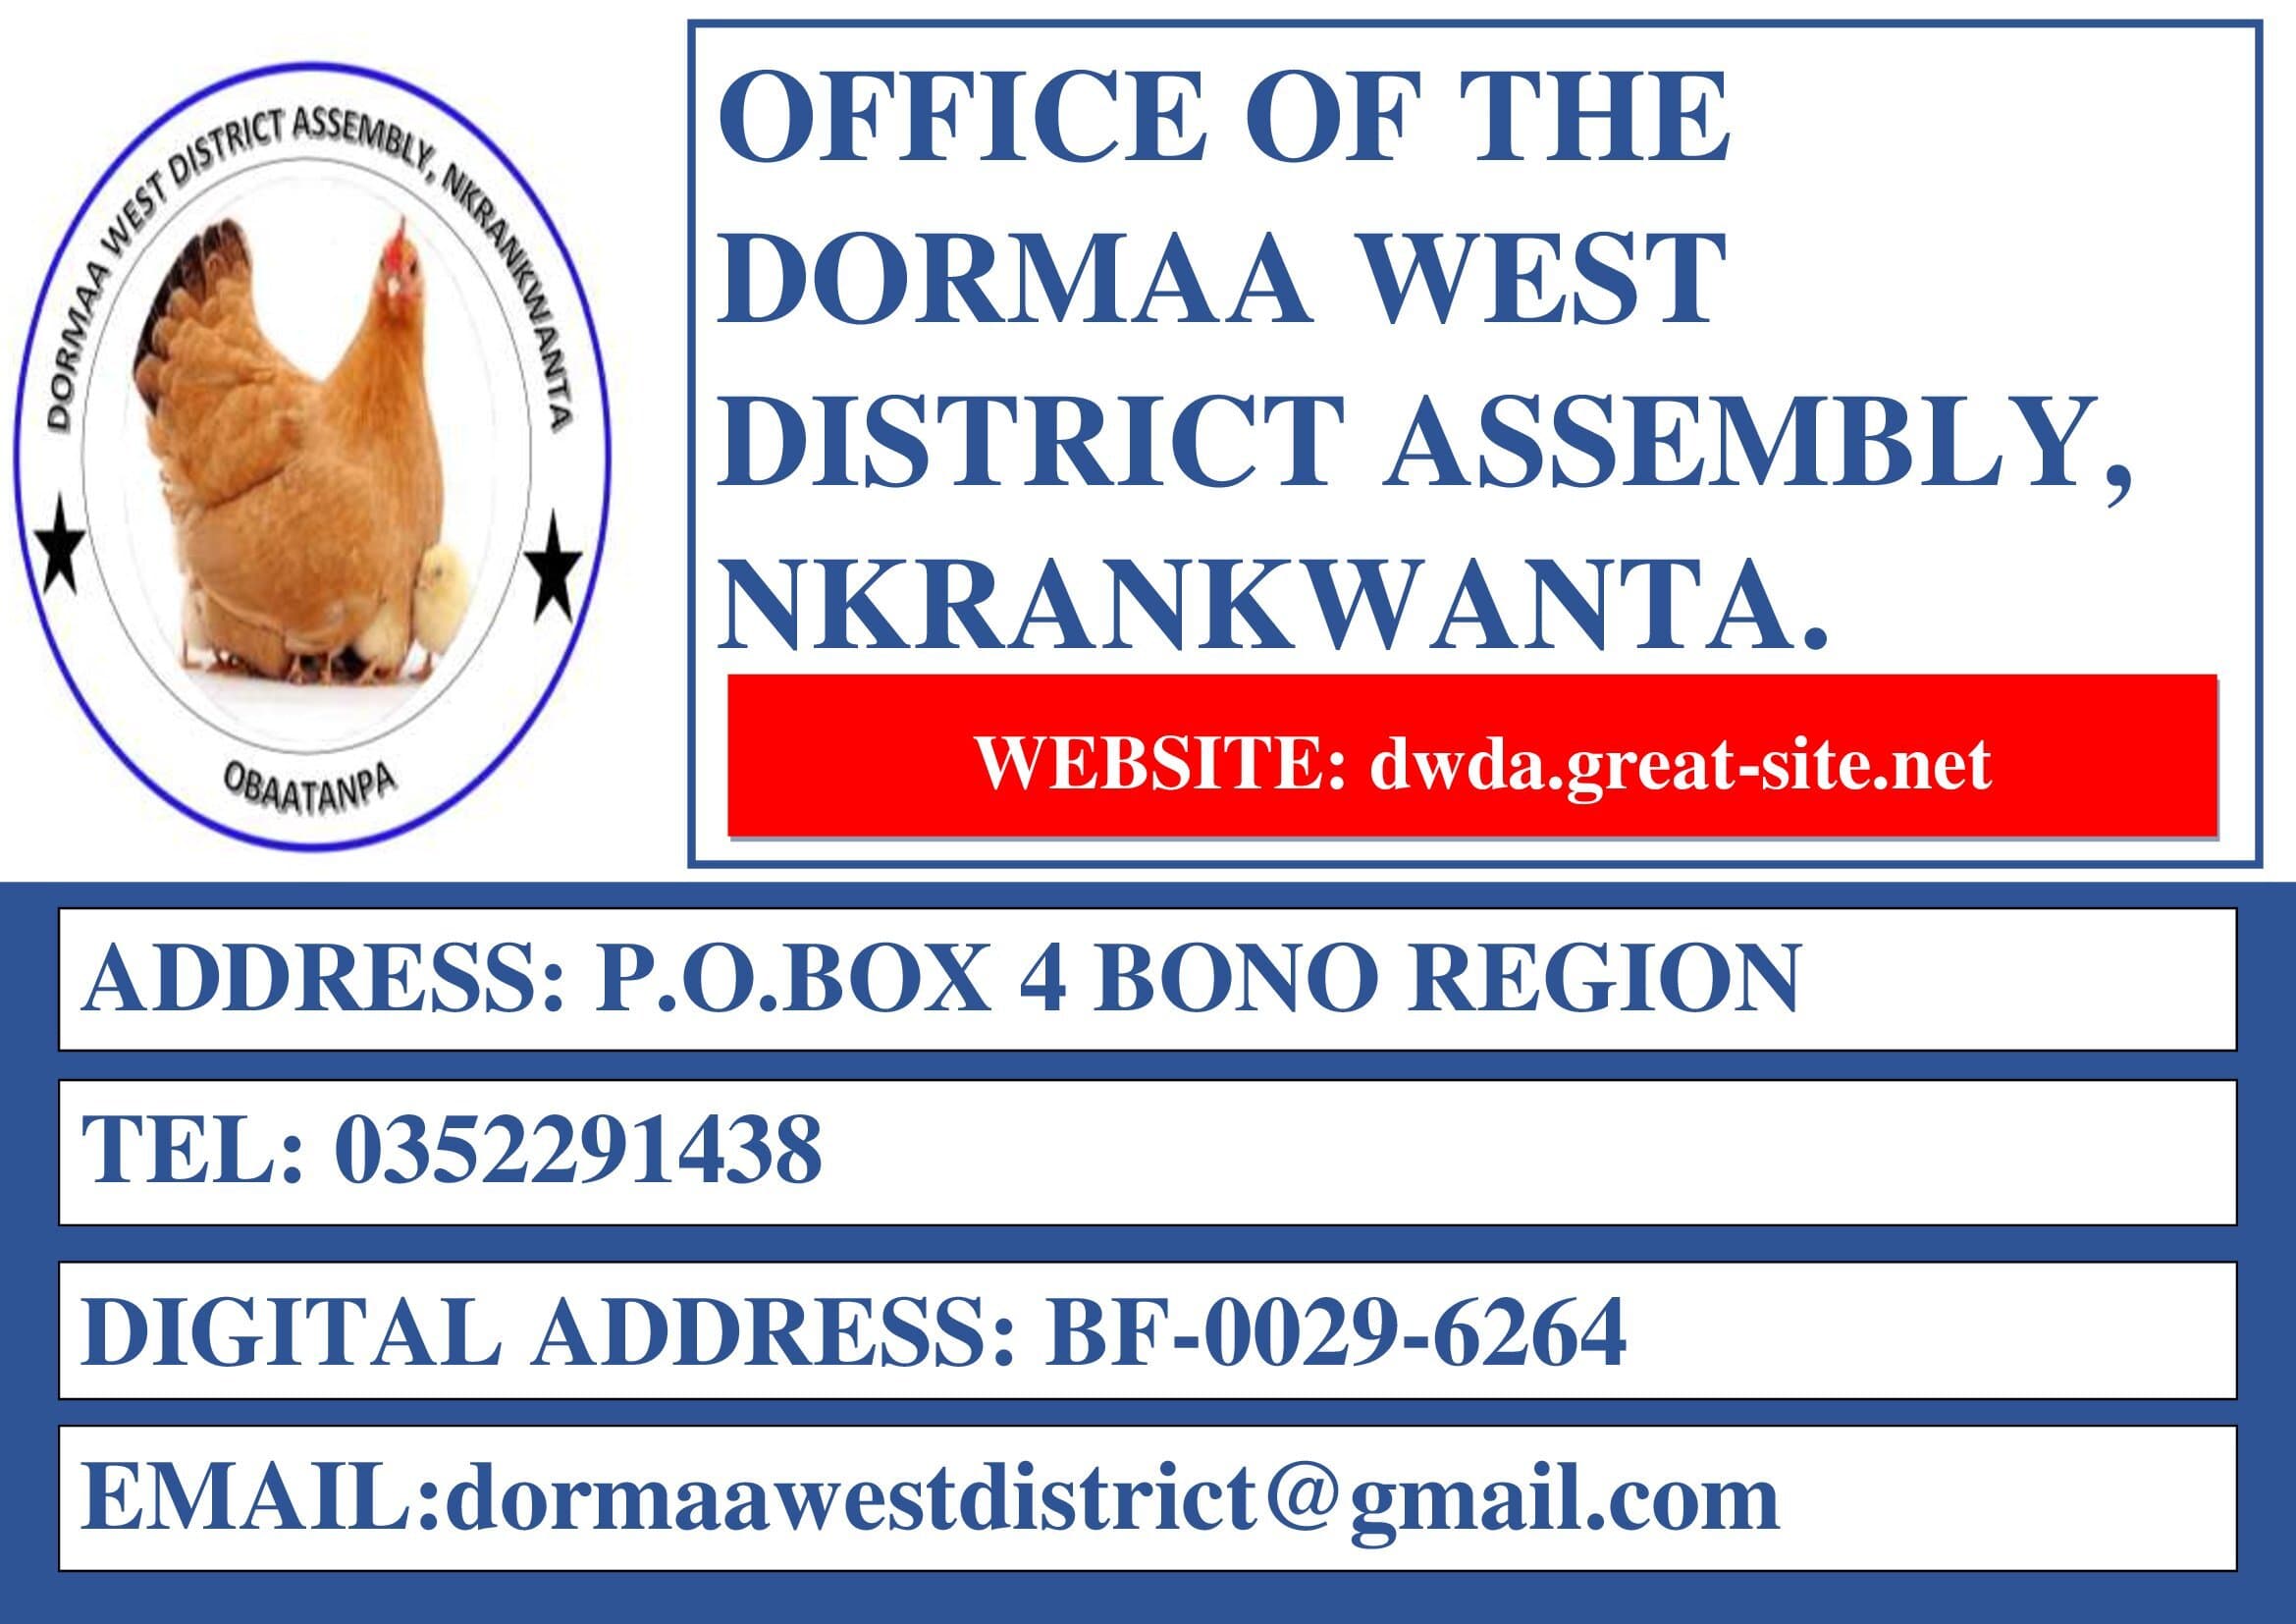 DORMAA WEST DISTRICT ASSEMBLY, NKRANKWANTA
OBAATANPA
OFFICE OF THE
DORMAA WEST
DISTRICT ASSEMBLY,
NKRANKWANTA.
WEBSITE: dwda.great-site.net
ADDRESS: P.O.BOX 4 BONO REGION
TEL: 0352291438
DIGITAL ADDRESS: BF-0029-6264
EMAIL:dormaawestdistrict@gmail.com